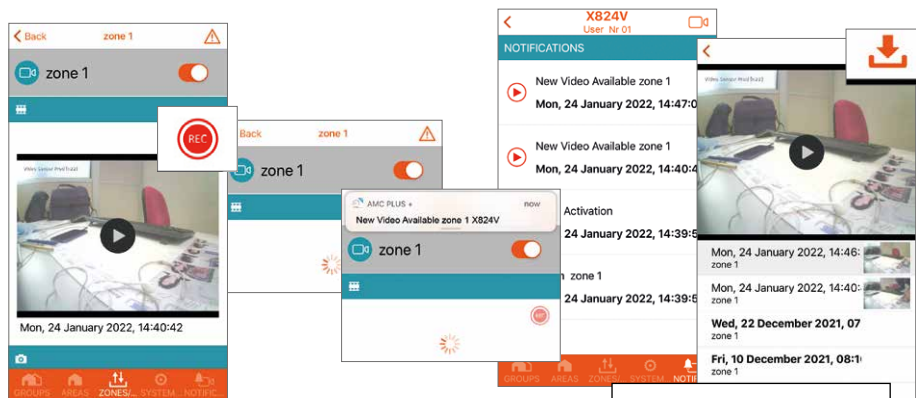 Back
zone 1
zone 1
Mon, 24 January 2022, 14:40:42
GROUPS AREAS ZONES/... SYSTEM... NOTIFIC...
REC
Back
zone 1
zone 1
AMC PLUS +
now
New Video Available zone 1 X824V
zone 1
REC
X824V
User Nr 01
NOTIFICATIONS
New Video Available zone 1
Mon, 24 January 2022, 14:47:0
New Video Available zone 1
Mon, 24 January 2022, 14:40:4
Activation
24 January 2022, 14:39:5
zone 1
24 January 2022, 14:39:5
GROUPS AREAS ZONES/... SYSTEM... NOTIF
Mon, 24 January 2022, 14:46:
zone 1
Mon, 24 January 2022, 14:40:
zone 1
Wed, 22 December 2021, 07
zone 1
Fri, 10 December 2021, 08:1
zone 1